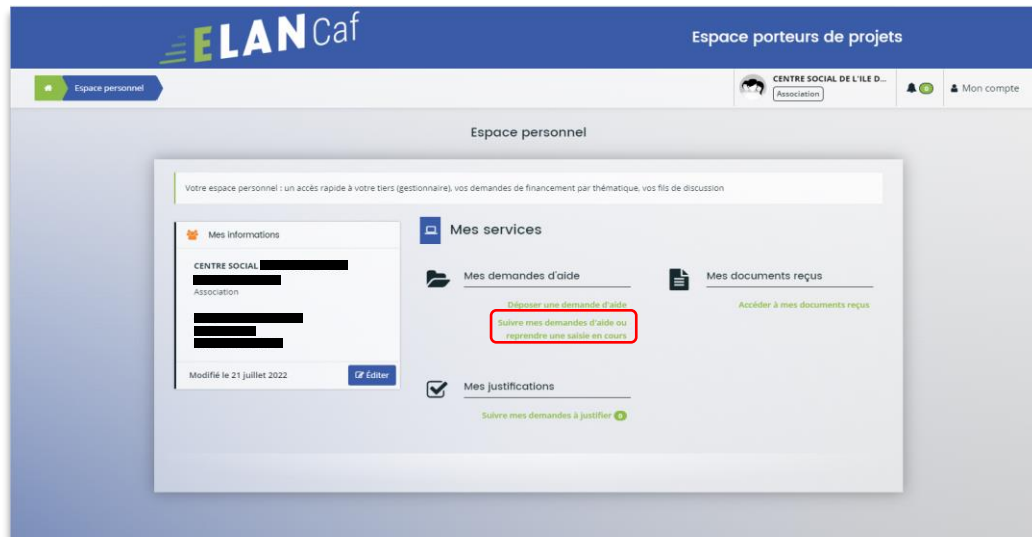 ELAN Caf
Espace porteurs de projets
Espace personnel
CENTRE SOCIAL DE L'ILE D...
Association
0
Mon compte
Espace personnel
Votre espace personnel : un accès rapide à votre tiers (gestionnaire), vos demandes de financement par thématique, vos fils de discussion
Mes informations
CENTRE SOCIAL
Association
Modifié le 21 juillet 2022
Éditer
Mes services
Mes demandes d'aide
Déposer une demande d'aide
Suivre mes demandes d'aide ou
reprendre une saisie en cours
Mes documents reçus
Accéder à mes documents reçus
Mes justifications
Suivre mes demandes à justifier 0